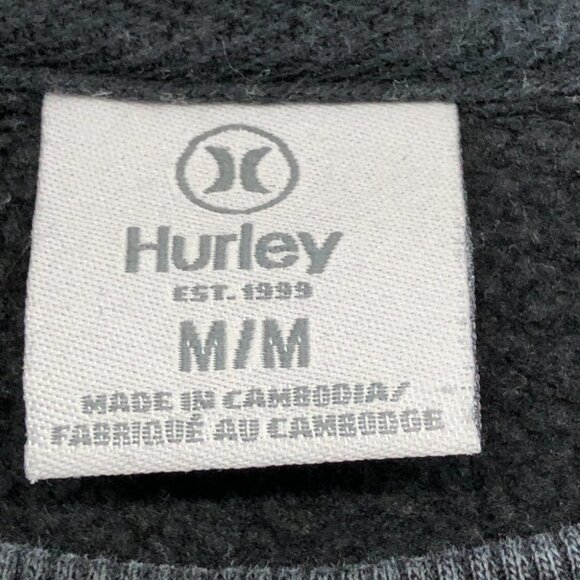 Hurley
EST. 1999
M/M
MADE IN CAMBODIA/
FABRIQUÉ AU CAMBODGE